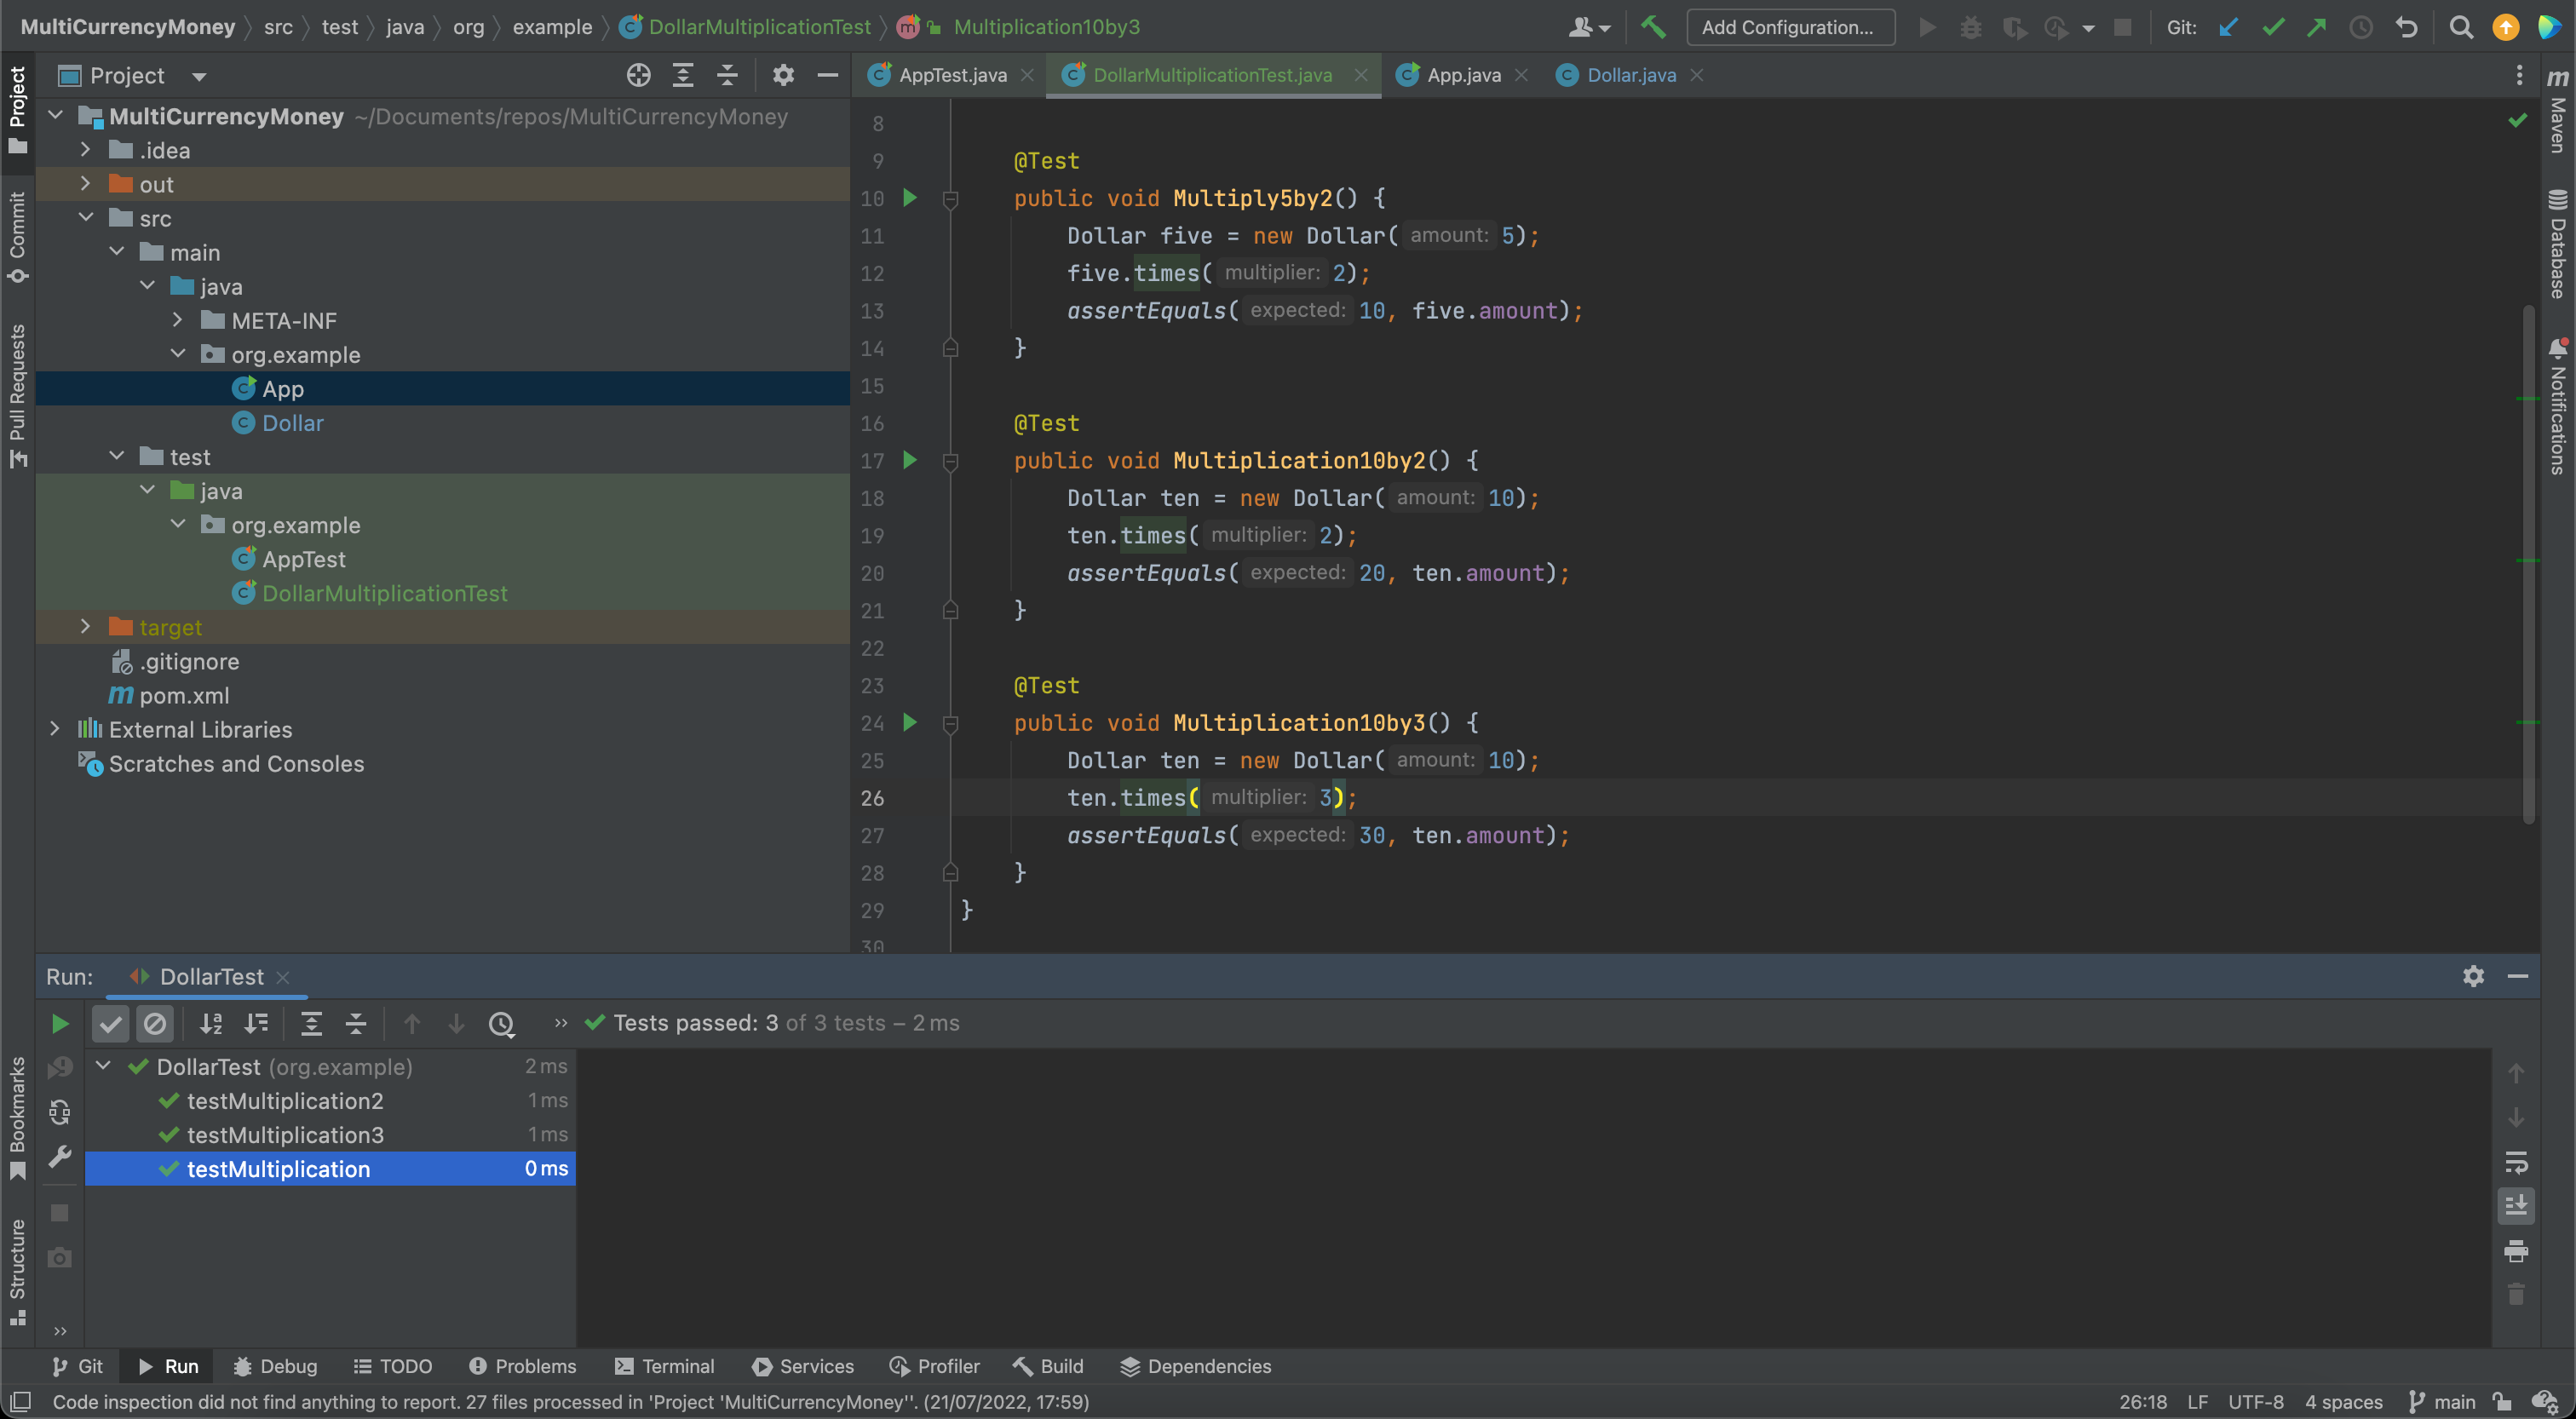 MultiCurrencyMoney src test java org example DollarMultiplicationTest Multiplication10by3 Add Configuration... Git:
Project AppTest.java DollarMultiplicationTest.java App.java Dollar.java
Project
Commit
Pull Requests
Bookmarks
Structure
MultiCurrencyMoney ~/Documents/repos/MultiCurrencyMoney
.idea
out
src
main
java
META-INF
org.example
App
Dollar
test
java
org.example
AppTest
DollarMultiplicationTest
target
.gitignore
pom.xml
External Libraries
Scratches and Consoles
8
9 @Test
10 public void Multiply5by2() {
11 Dollar five = new Dollar( amount: 5);
12 five.times( multiplier: 2);
13 assertEquals( expected: 10, five.amount);
14 }
15
16 @Test
17 public void Multiplication10by2() {
18 Dollar ten = new Dollar( amount: 10);
19 ten.times( multiplier: 2);
20 assertEquals( expected: 20, ten.amount);
21 }
22
23 @Test
24 public void Multiplication10by3() {
25 Dollar ten = new Dollar( amount: 10);
26 ten.times( multiplier: 3);
27 assertEquals( expected: 30, ten.amount);
28 }
29 }
30
Maven
Database
Notifications
Run: DollarTest
Tests passed: 3 of 3 tests – 2 ms
DollarTest (org.example) 2 ms
testMultiplication2 1 ms
testMultiplication3 1 ms
testMultiplication 0 ms
Git Run Debug TODO Problems Terminal Services Profiler Build Dependencies
Code inspection did not find anything to report. 27 files processed in 'Project 'MultiCurrencyMoney''. (21/07/2022, 17:59) 26:18 LF UTF-8 4 spaces main